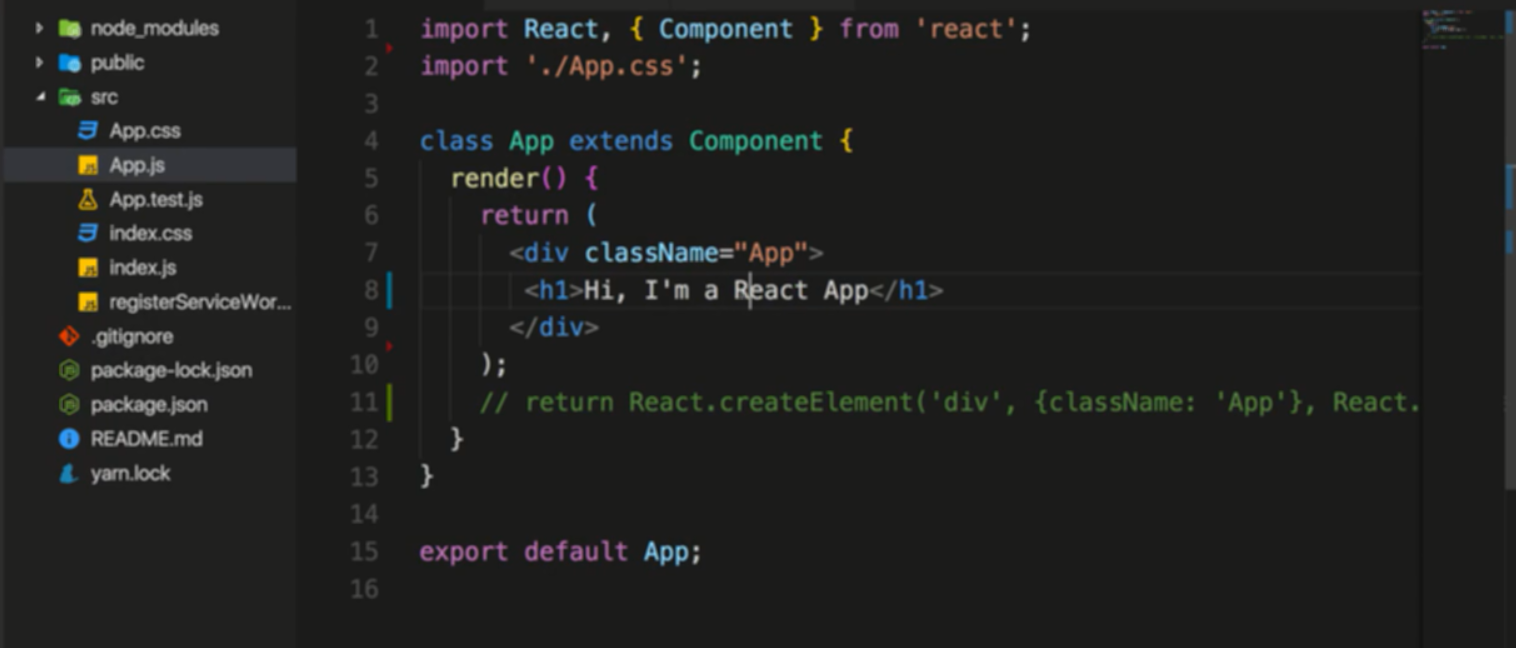 node_modules
public
src
App.css
App.js
App.test.js
index.css
index.js
registerServiceWor...
.gitignore
package-lock.json
package.json
README.md
yarn.lock
1 import React, { Component } from 'react';
2 import './App.css';
3
4 class App extends Component {
5 render() {
6 return (
7 <div className="App">
8 <h1>Hi, I'm a React App</h1>
9 </div>
10 );
11 // return React.createElement('div', {className: 'App'}, React.
12 }
13 }
14
15 export default App;
16